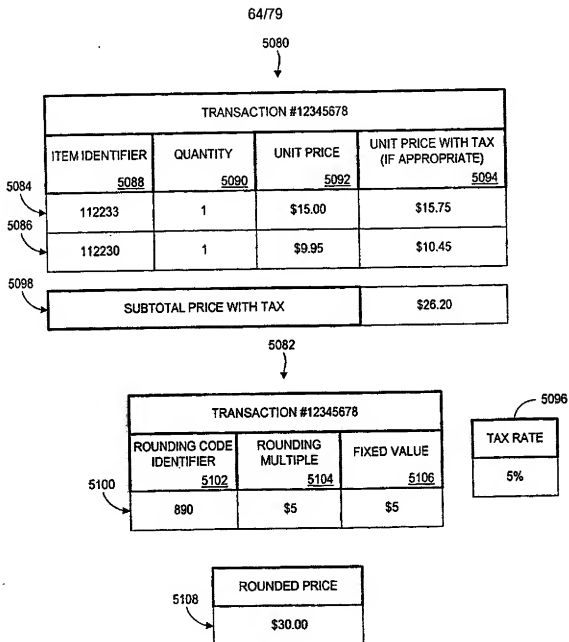 64/79
5080
TRANSACTION #12345678
ITEM IDENTIFIER
5088
QUANTITY
5090
UNIT PRICE
5092
UNIT PRICE WITH TAX
(IF APPROPRIATE)
5094
5084
112233
1
$15.00
$15.75
5086
112230
1
$9.95
$10.45
5098
SUBTOTAL PRICE WITH TAX
$26.20
5082
TRANSACTION #12345678
ROUNDING CODE
IDENTIFIER
5102
ROUNDING
MULTIPLE
5104
FIXED VALUE
5106
5100
890
$5
$5
5096
TAX RATE
5%
ROUNDED PRICE
5108
$30.00